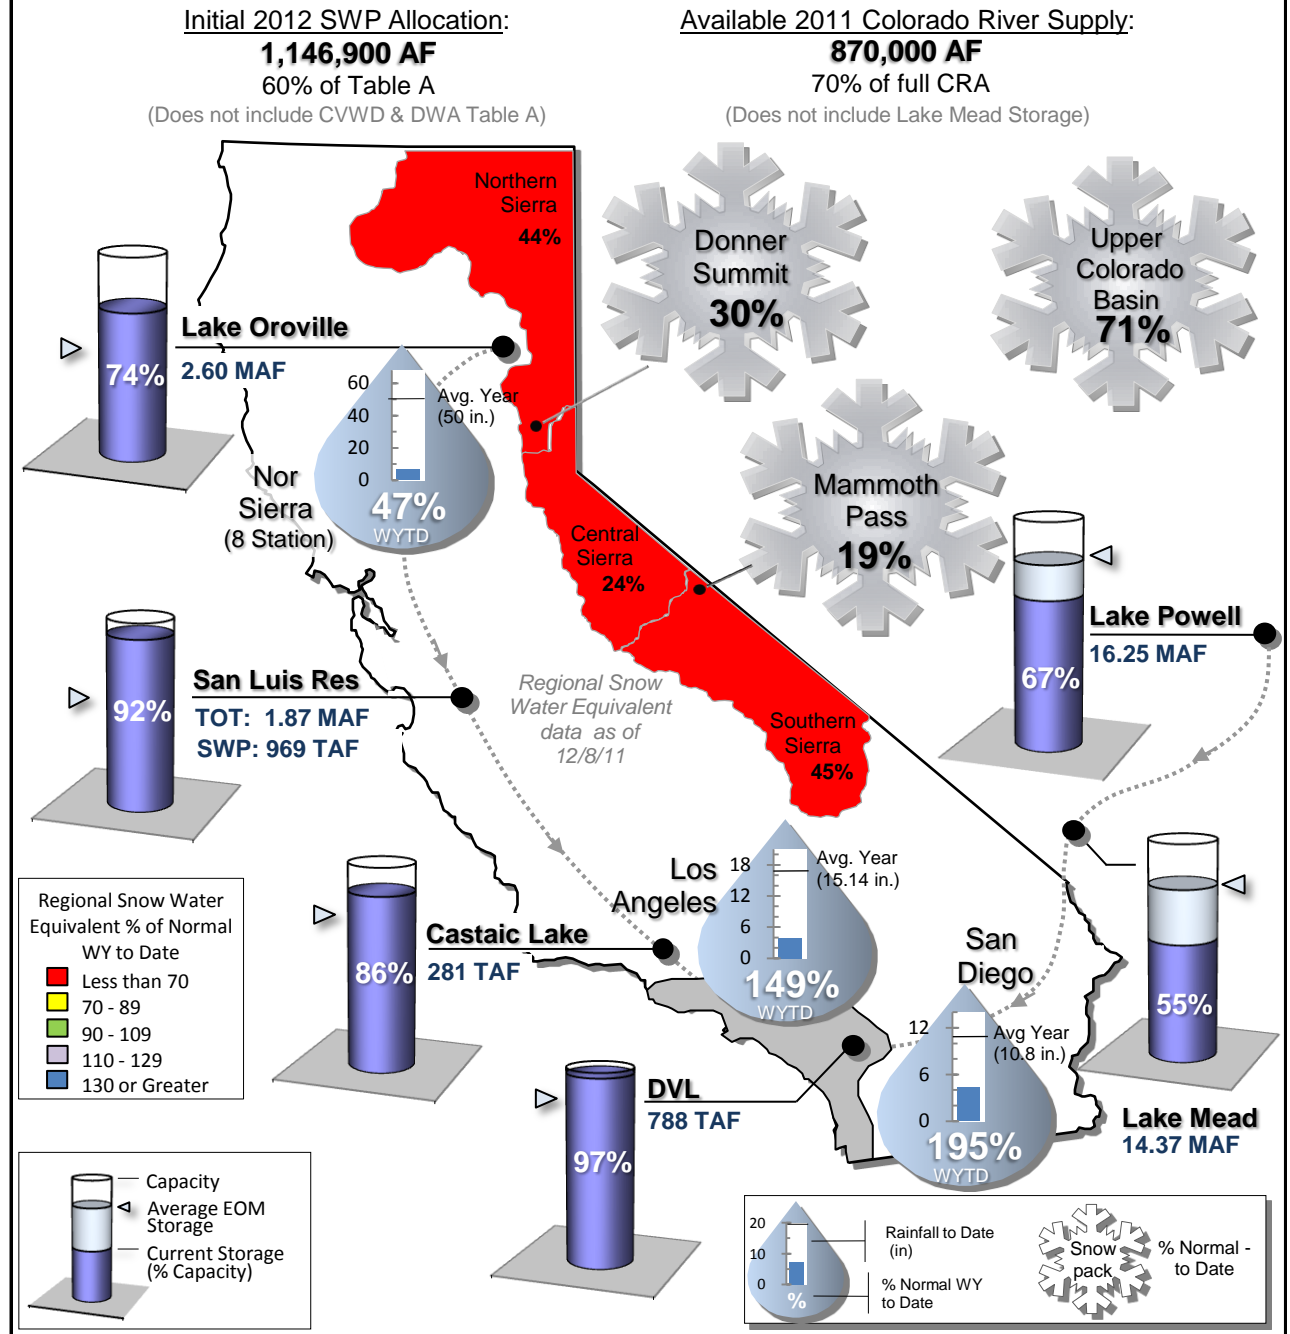 Initial 2012 SWP Allocation:
1,146,900 AF
60% of Table A
(Does not include CVWD & DWA Table A)
Available 2011 Colorado River Supply:
870,000 AF
70% of full CRA
(Does not include Lake Mead Storage)
Northern
Sierra
44%
Donner
Summit
30%
Upper
Colorado
Basin
71%
Lake Oroville
2.60 MAF
74%
60
40
20
0
Avg. Year
(50 in.)
47%
WYTD
Nor
Sierra
(8 Station)
Mammoth
Pass
19%
Central
Sierra
24%
Lake Powell
16.25 MAF
67%
San Luis Res
TOT: 1.87 MAF
SWP: 969 TAF
92%
Regional Snow
Water Equivalent
data as of
12/8/11
Southern
Sierra
45%
Los
Angeles
18
12
6
0
Avg. Year
(15.14 in.)
149%
WYTD
Castaic Lake
281 TAF
86%
San
Diego
12
6
0
Avg Year
(10.8 in.)
195%
WYTD
55%
Lake Mead
14.37 MAF
DVL
788 TAF
97%
Regional Snow Water
Equivalent % of Normal
WY to Date
Less than 70
70 - 89
90 - 109
110 - 129
130 or Greater
Capacity
Average EOM
Storage
Current Storage
(% Capacity)
20
10
0
%
Rainfall to Date
(in)
% Normal WY
to Date
Snow
pack
% Normal -
to Date